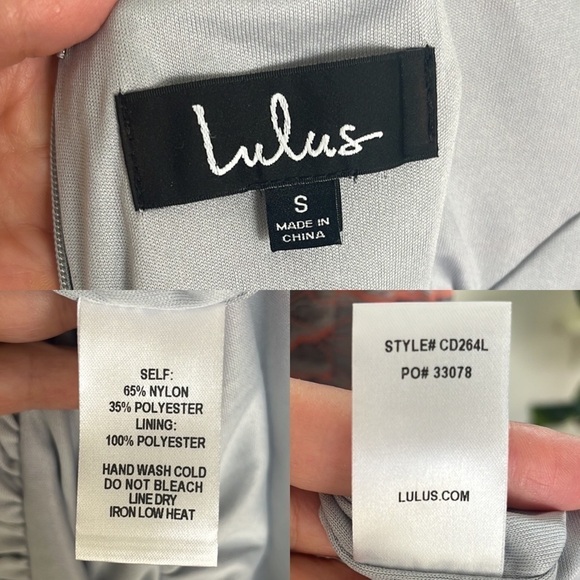 Lulus
S
MADE IN
CHINA
SELF:
65% NYLON
35% POLYESTER
LINING:
100% POLYESTER
HAND WASH COLD
DO NOT BLEACH
LINE DRY
IRON LOW HEAT
STYLE# CD264L
PO# 33078
LULUS.COM